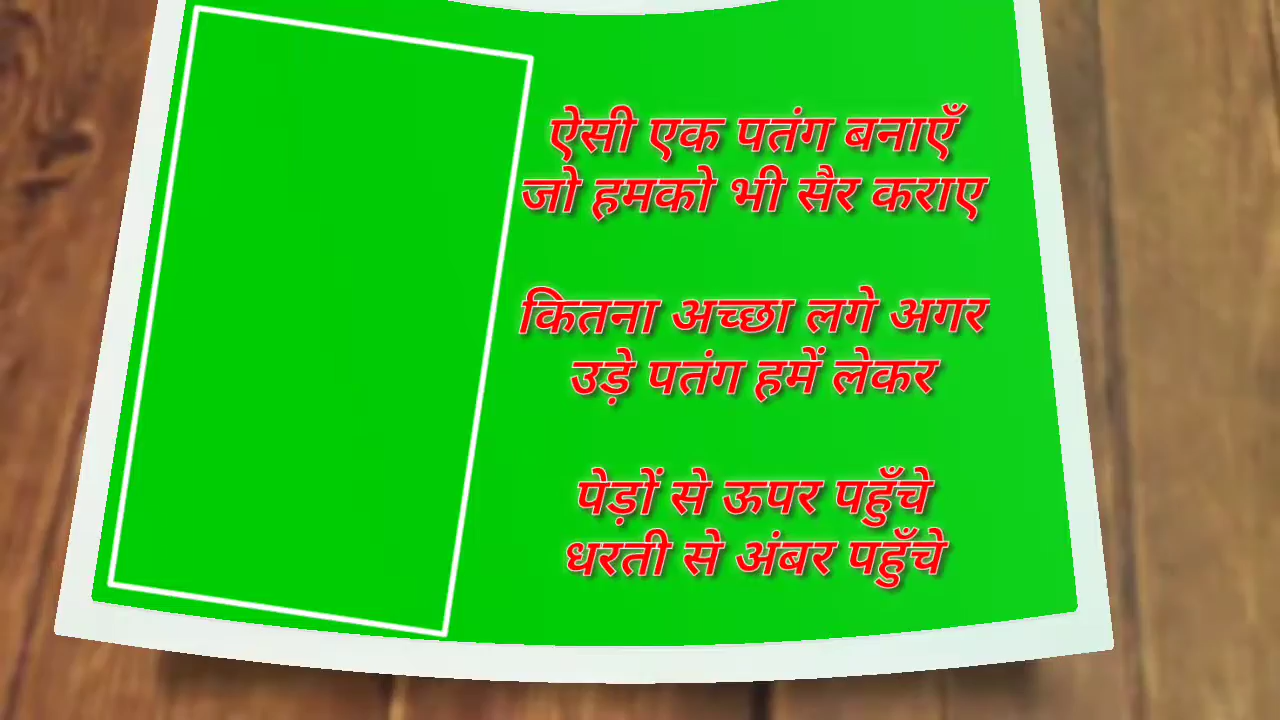 ऐसी एक पतंग बनाएँ
जो हमको भी सैर कराए
कितना अच्छा लगे अगर
उड़े पतंग हमें लेकर
पेड़ों से ऊपर पहुँचे
धरती से अंबर पहुँचे